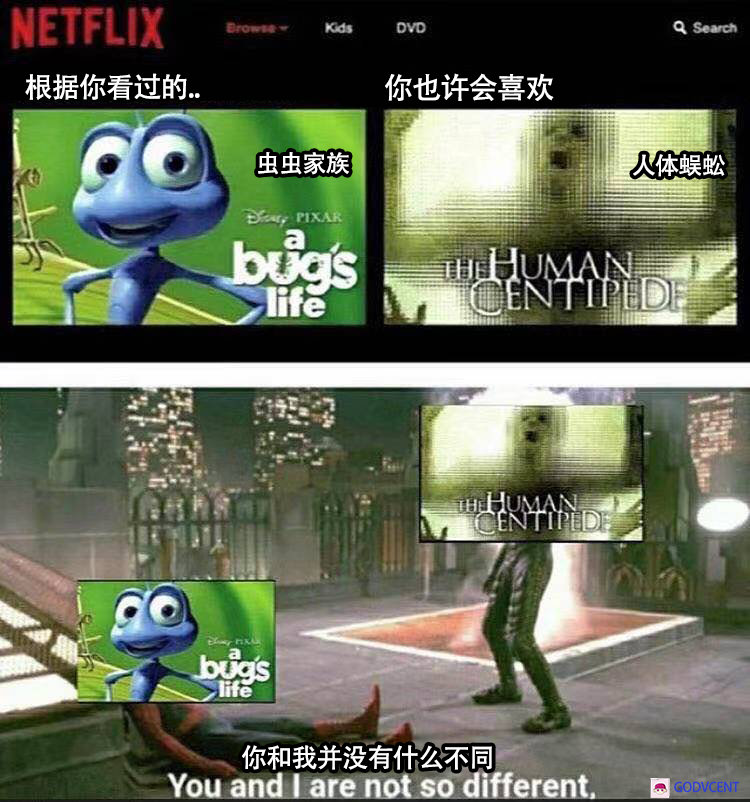 NETFLIX
Browse
Kids
DVD
Search
根据你看过的..
你也许会喜欢
虫虫家族
人体蜈蚣
Disney PIXAR
a
bug's
life
THE HUMAN
CENTIPEDE
THE HUMAN
CENTIPEDE
Disney PIXAR
a
bug's
life
你和我并没有什么不同
You and I are not so different.
GODVCENT